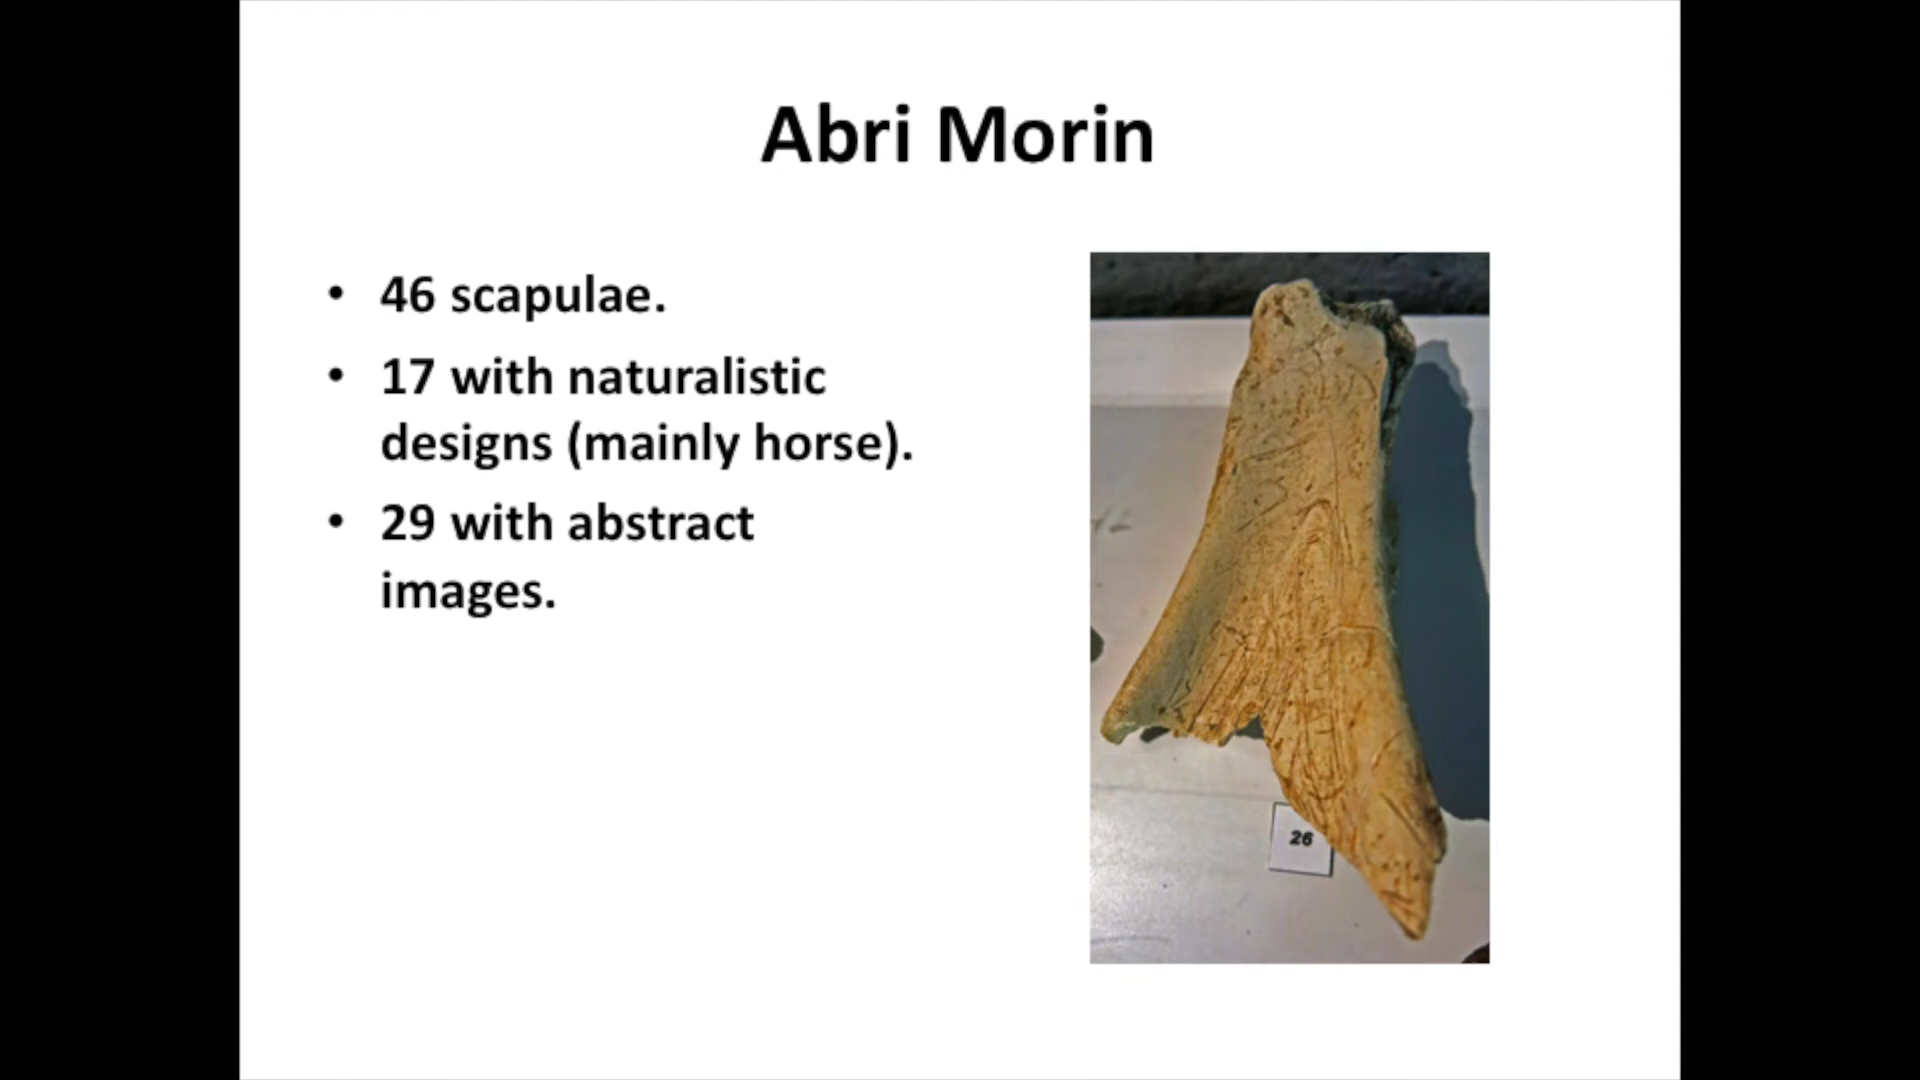 Abri Morin
• 46 scapulae.
• 17 with naturalistic
designs (mainly horse).
• 29 with abstract
images.
26